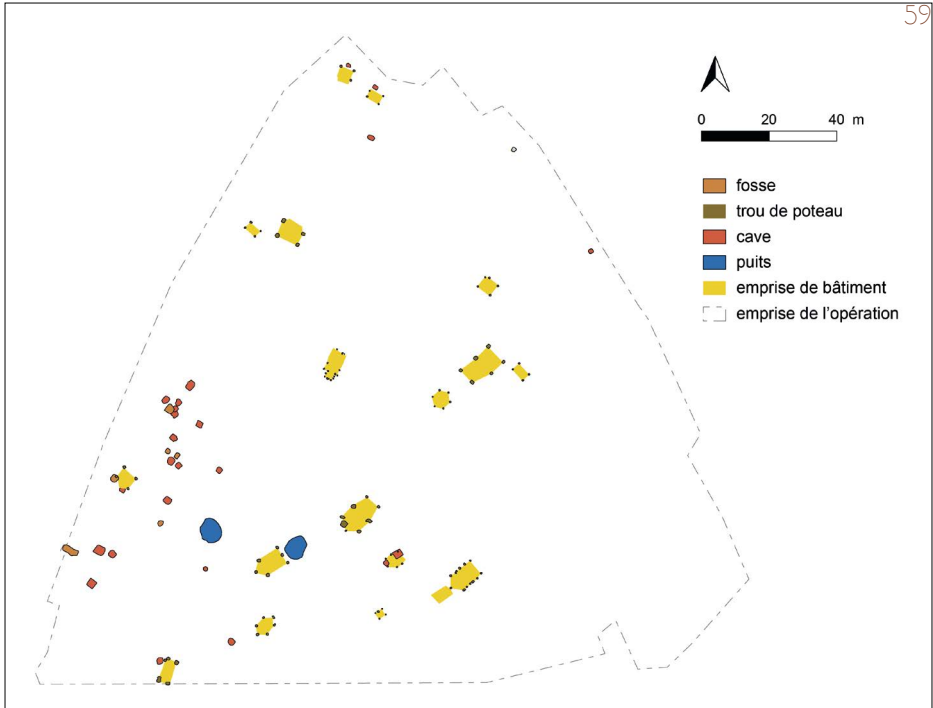 59
0 20 40 m
fosse
trou de poteau
cave
puits
emprise de bâtiment
emprise de l'opération